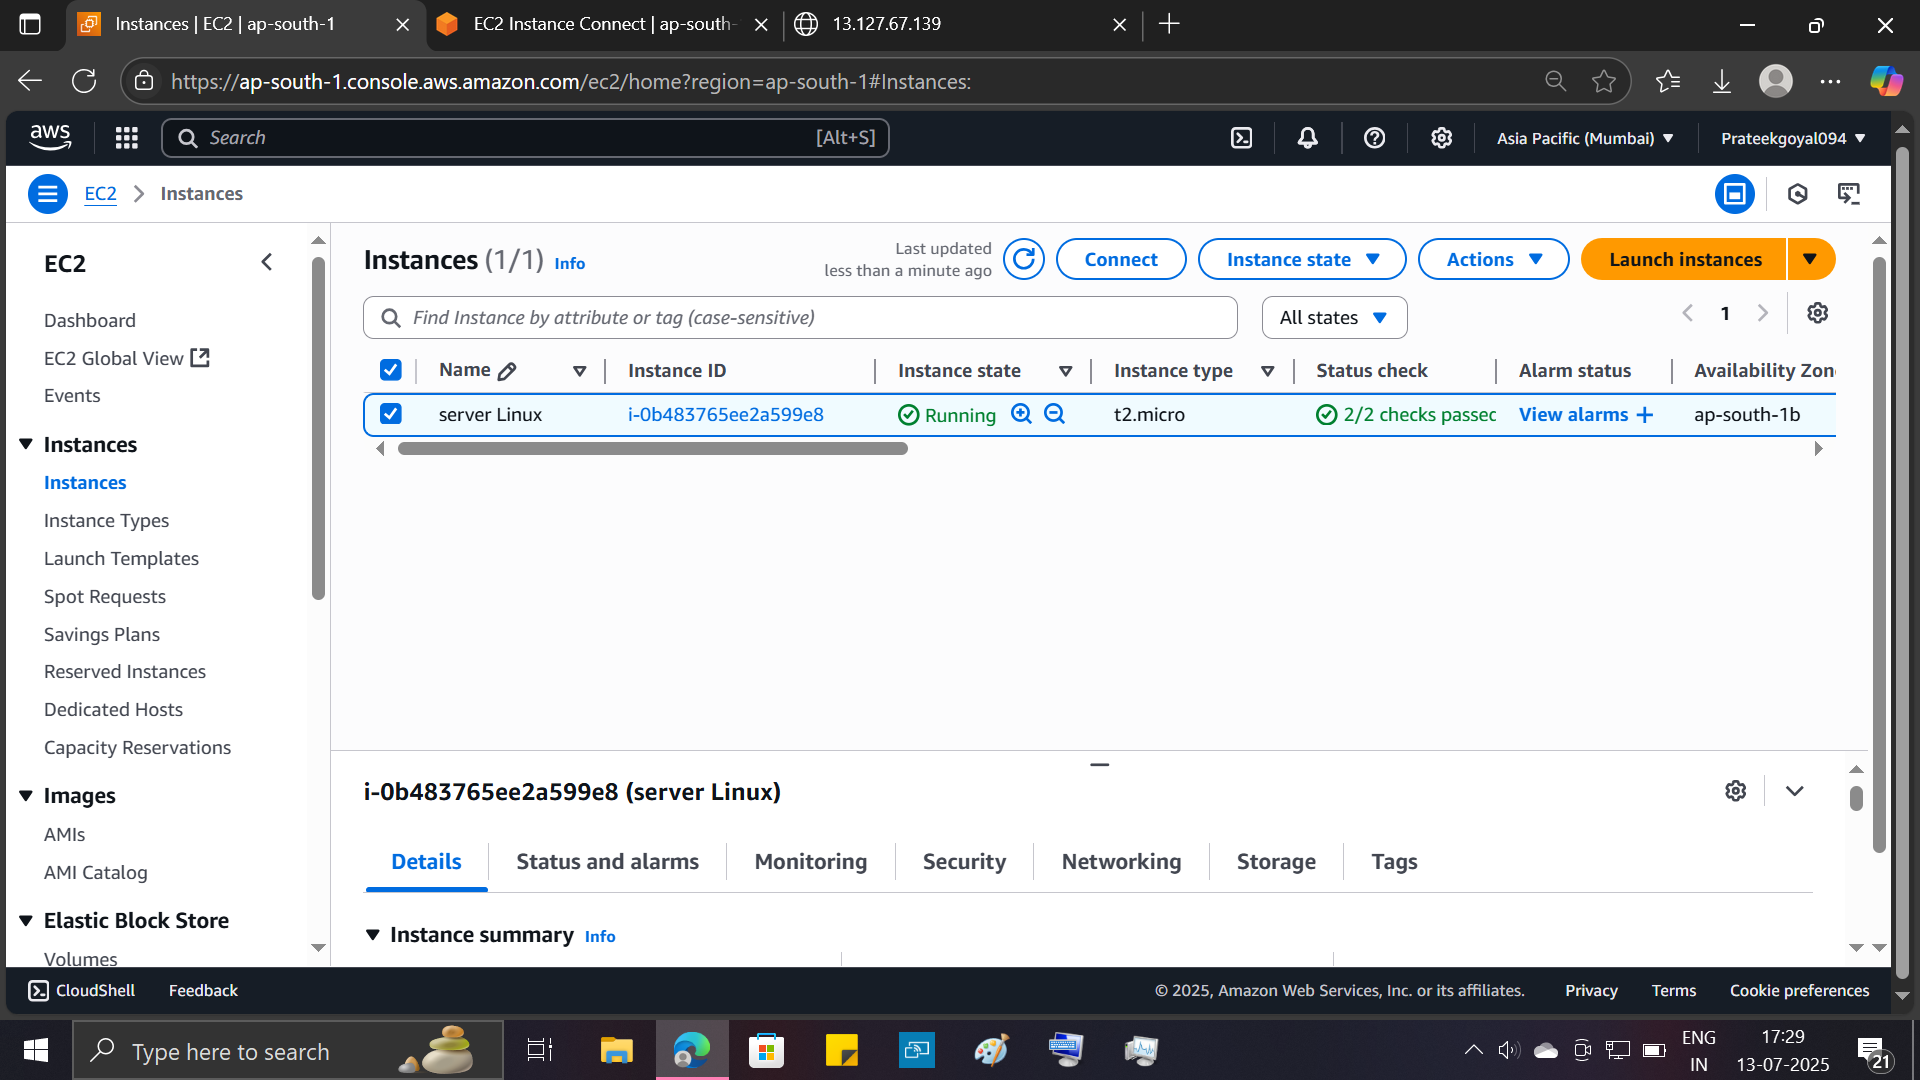 Instances | EC2 | ap-south-1
EC2 Instance Connect | ap-south-
13.127.67.139
https://ap-south-1.console.aws.amazon.com/ec2/home?region=ap-south-1#Instances:
aws
Search
[Alt+S]
Asia Pacific (Mumbai)
Prateekgoyal094
EC2
Instances
EC2
Dashboard
EC2 Global View
Events
Instances
Instances
Instance Types
Launch Templates
Spot Requests
Savings Plans
Reserved Instances
Dedicated Hosts
Capacity Reservations
Images
AMIs
AMI Catalog
Elastic Block Store
Volumes
Instances (1/1) Info
Last updated
less than a minute ago
Connect
Instance state
Actions
Launch instances
Find Instance by attribute or tag (case-sensitive)
All states
1
Name Instance ID Instance state Instance type Status check Alarm status Availability Zon
server Linux i-0b483765ee2a599e8 Running t2.micro 2/2 checks passec View alarms + ap-south-1b
i-0b483765ee2a599e8 (server Linux)
Details Status and alarms Monitoring Security Networking Storage Tags
Instance summary Info
CloudShell Feedback
© 2025, Amazon Web Services, Inc. or its affiliates. Privacy Terms Cookie preferences
Type here to search
ENG
IN
17:29
13-07-2025
21